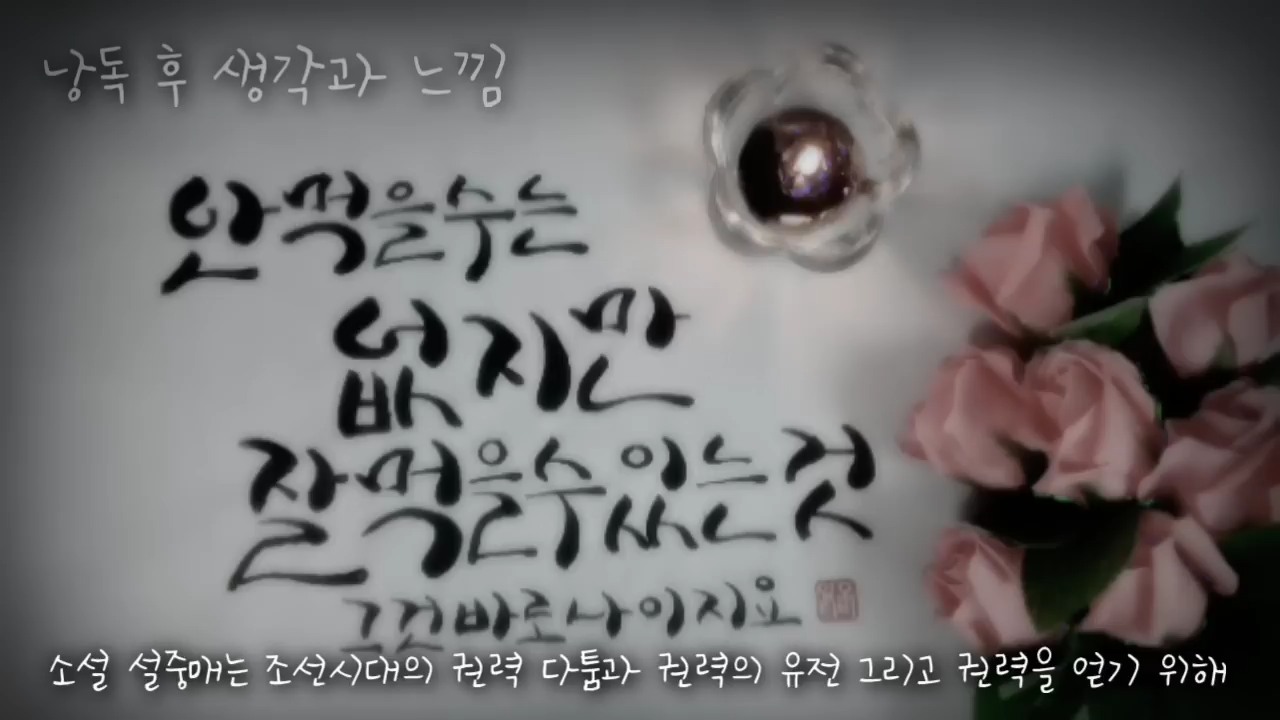 낭독 후 생각과 느낌
안먹을수는
없지만
잘먹을수있는것
그것바로나이지요
소설 설중매는 조선시대의 권력 다툼과 권력의 유전 그리고 권력을 얻기 위해